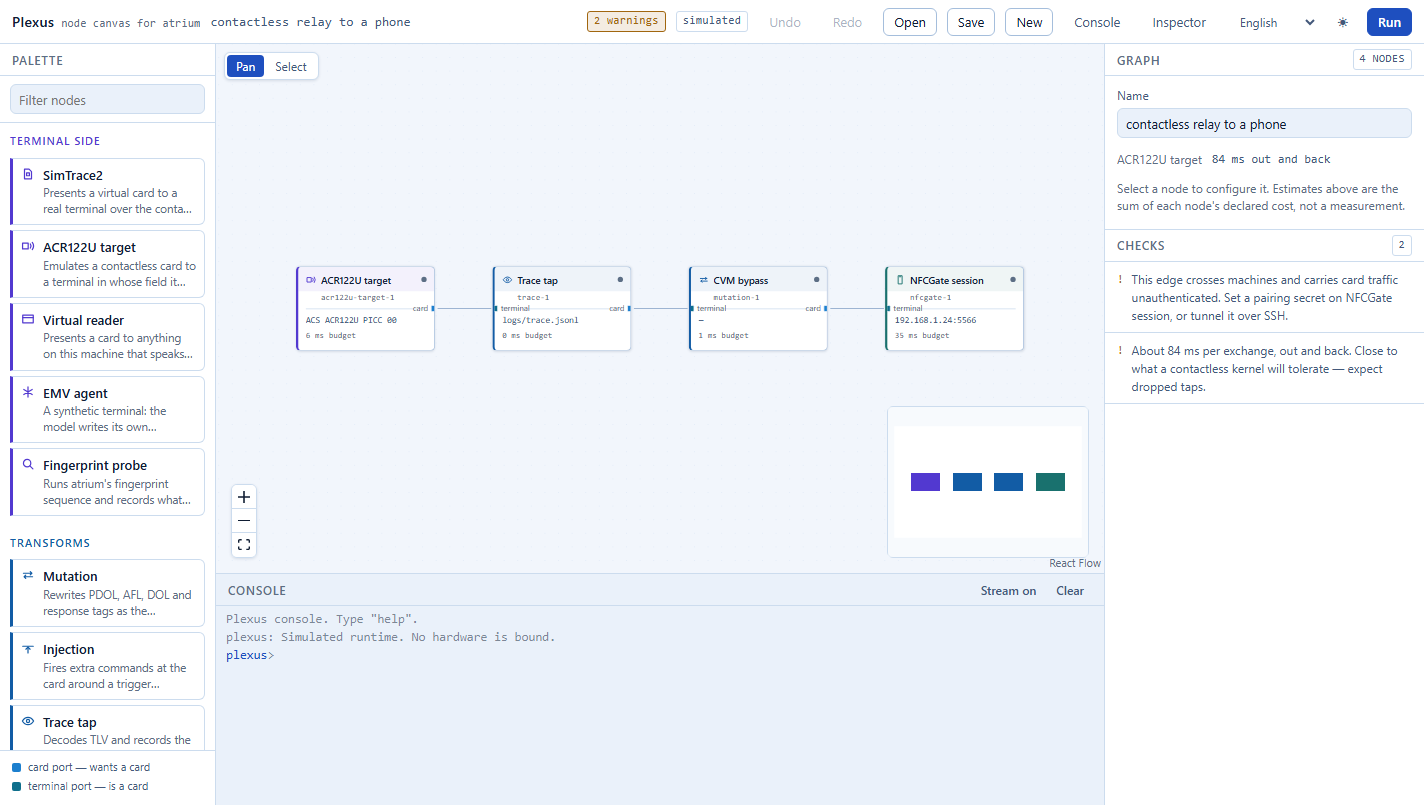 Plexus node canvas for atrium contactless relay to a phone
2 warnings simulated Undo Redo Open Save New Console Inspector English Run
PALETTE
Filter nodes
TERMINAL SIDE
SimTrace2
Presents a virtual card to a
real terminal over the conta...
ACR122U target
Emulates a contactless card to
a terminal in whose field it...
Virtual reader
Presents a card to anything
on this machine that speaks...
EMV agent
A synthetic terminal: the
model writes its own...
Fingerprint probe
Runs atrium's fingerprint
sequence and records what...
TRANSFORMS
Mutation
Rewrites PDOL, AFL, DOL and
response tags as the...
Injection
Fires extra commands at the
card around a trigger...
Trace tap
Decodes TLV and records the
card port — wants a card
terminal port — is a card
Pan Select
ACR122U target
acr122u-target-1
card
ACS ACR122U PICC 00
6 ms budget
Trace tap
trace-1
terminal card
logs/trace.jsonl
0 ms budget
CVM bypass
mutation-1
terminal card
—
1 ms budget
NFCGate session
nfcgate-1
terminal
192.168.1.24:5566
35 ms budget
React Flow
CONSOLE
Stream on Clear
Plexus console. Type "help".
plexus: Simulated runtime. No hardware is bound.
plexus>
GRAPH
4 NODES
Name
contactless relay to a phone
ACR122U target 84 ms out and back
Select a node to configure it. Estimates above are the
sum of each node's declared cost, not a measurement.
CHECKS
2
! This edge crosses machines and carries card traffic
unauthenticated. Set a pairing secret on NFCGate
session, or tunnel it over SSH.
! About 84 ms per exchange, out and back. Close to
what a contactless kernel will tolerate — expect
dropped taps.